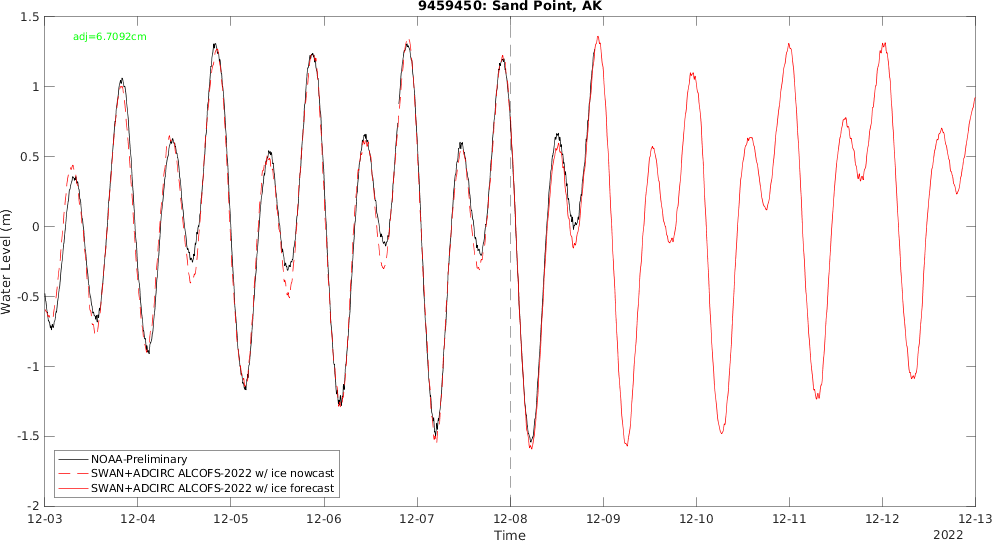 9459450: Sand Point, AK
adj=6.7092cm
Water Level (m)
1.5
1
0.5
0
-0.5
-1
-1.5
-2
NOAA-Preliminary
SWAN+ADCIRC ALCOFS-2022 w/ ice nowcast
SWAN+ADCIRC ALCOFS-2022 w/ ice forecast
12-03 12-04 12-05 12-06 12-07 12-08 12-09 12-10 12-11 12-12 12-13
Time
2022